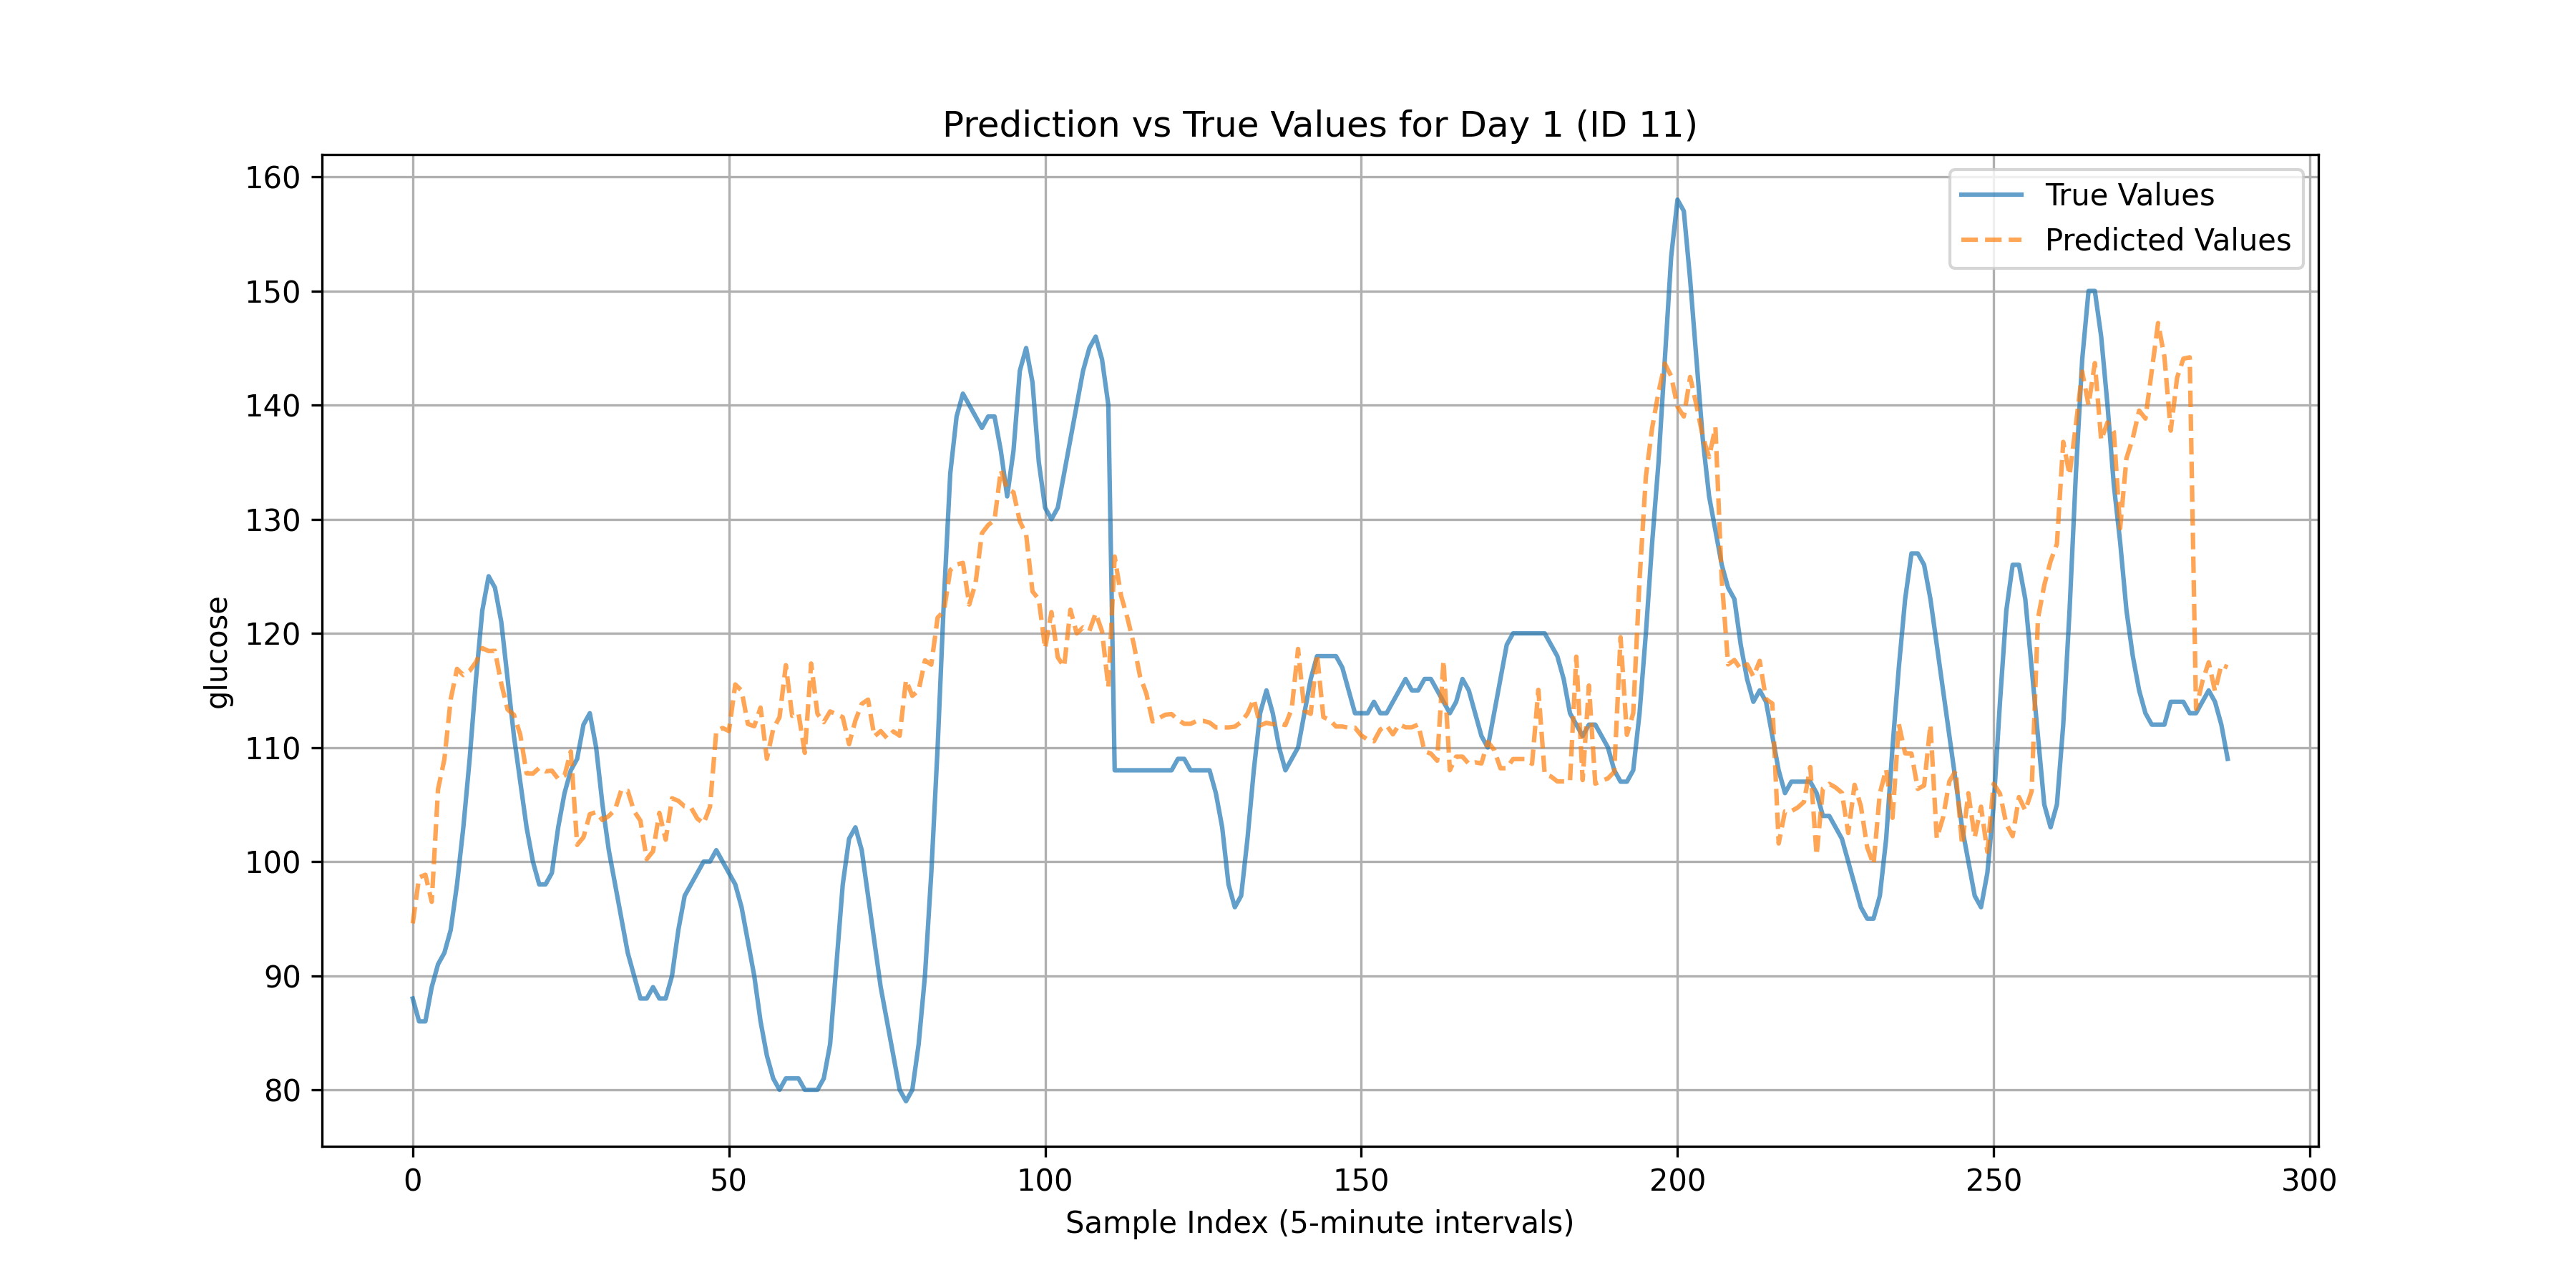 Prediction vs True Values for Day 1 (ID 11)
True Values
Predicted Values
glucose
160
150
140
130
120
110
100
90
80
0 50 100 150 200 250 300
Sample Index (5-minute intervals)